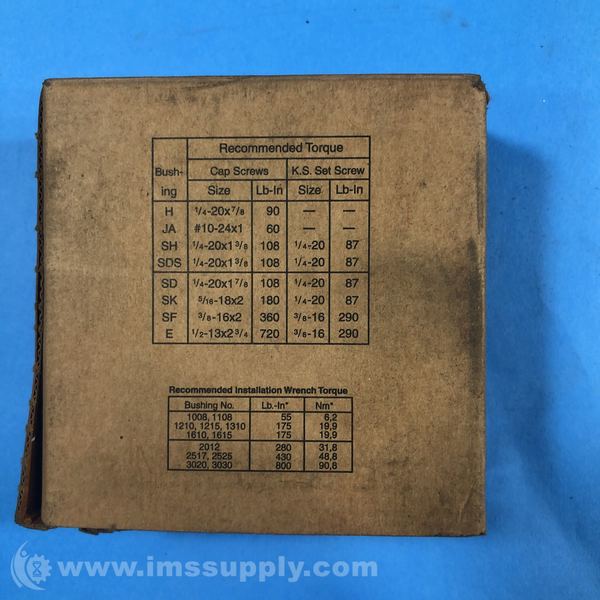 Recommended Torque
Bush- Cap Screws K.S. Set Screw
ing Size Lb-In Size Lb-In
H 1/4-20x7/8 90 — —
JA #10-24x1 60 — —
SH 1/4-20x1 3/8 108 1/4-20 87
SDS 1/4-20x1 3/8 108 1/4-20 87
SD 1/4-20x1 7/8 108 1/4-20 87
SK 5/16-18x2 180 1/4-20 87
SF 3/8-16x2 360 3/8-16 290
E 1/2-13x2 3/4 720 3/8-16 290
Recommended Installation Wrench Torque
Bushing No. Lb.-In* Nm*
1008, 1108 55 6,2
1210, 1215, 1310 175 19,9
1610, 1615 175 19,9
2012 280 31,8
2517, 2525 430 48,8
3020, 3030 800 90,8
www.imssupply.com